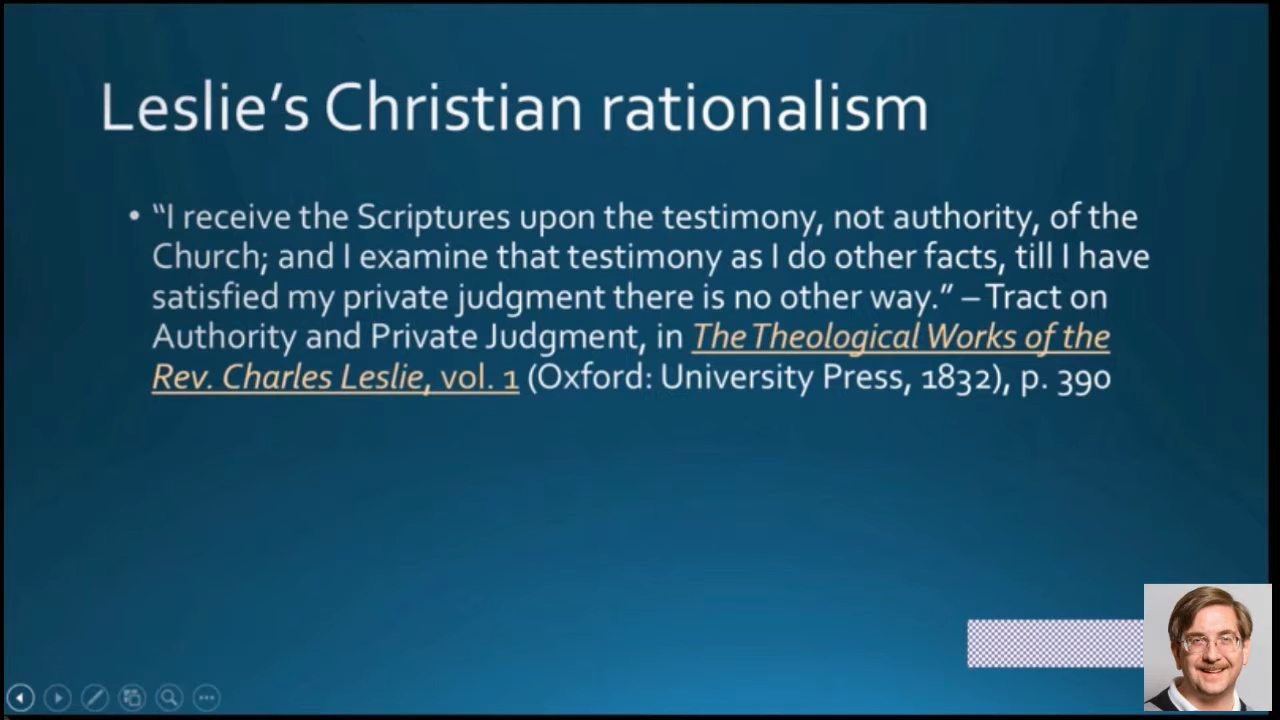 Leslie’s Christian rationalism
• “I receive the Scriptures upon the testimony, not authority, of the
Church; and I examine that testimony as I do other facts, till I have
satisfied my private judgment there is no other way.” – Tract on
Authority and Private Judgment, in The Theological Works of the
Rev. Charles Leslie, vol. 1 (Oxford: University Press, 1832), p. 390